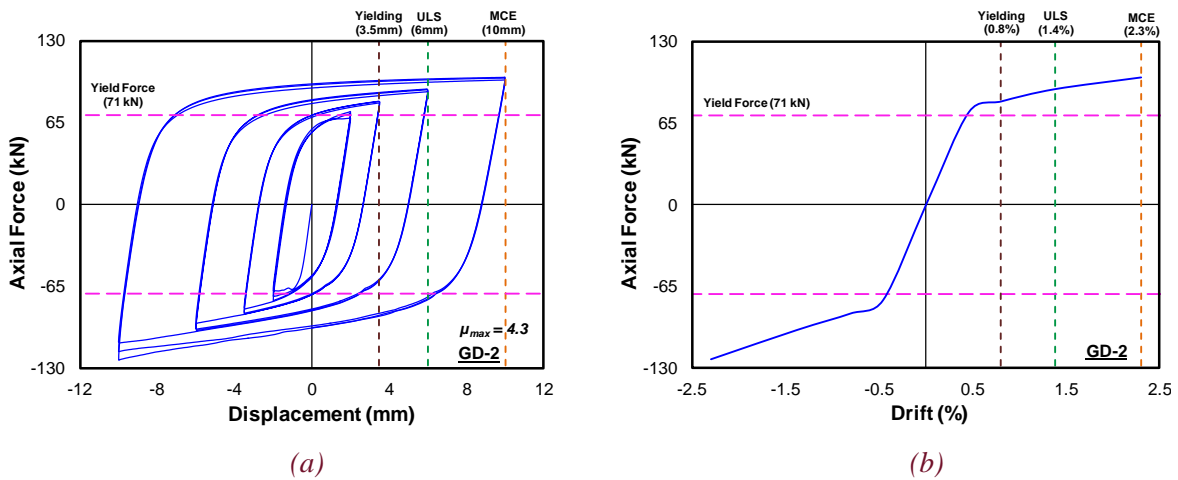 Yielding ULS MCE
(3.5mm) (6mm) (10mm)
130
65
0
-65
-130
Axial Force (kN)
Yield Force
(71 kN)
μmax = 4.3
GD-2
-12 -8 -4 0 4 8 12
Displacement (mm)
(a)
Yielding ULS MCE
(0.8%) (1.4%) (2.3%)
130
65
0
-65
-130
Axial Force (kN)
Yield Force (71 kN)
GD-2
-2.5 -1.5 -0.5 0.5 1.5 2.5
Drift (%)
(b)